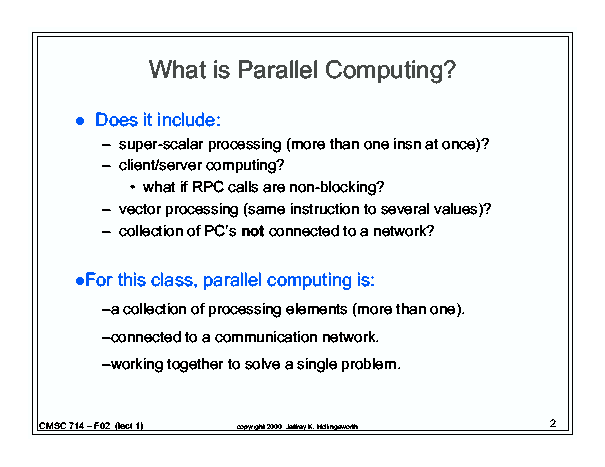 What is Parallel Computing?
● Does it include:
– super-scalar processing (more than one insn at once)?
– client/server computing?
• what if RPC calls are non-blocking?
– vector processing (same instruction to several values)?
– collection of PC's not connected to a network?
●For this class, parallel computing is:
–a collection of processing elements (more than one).
–connected to a communication network.
–working together to solve a single problem.
CMSC 714 – F02 (lect 1)
copyright 2000 Jeffrey K. Hollingsworth
2